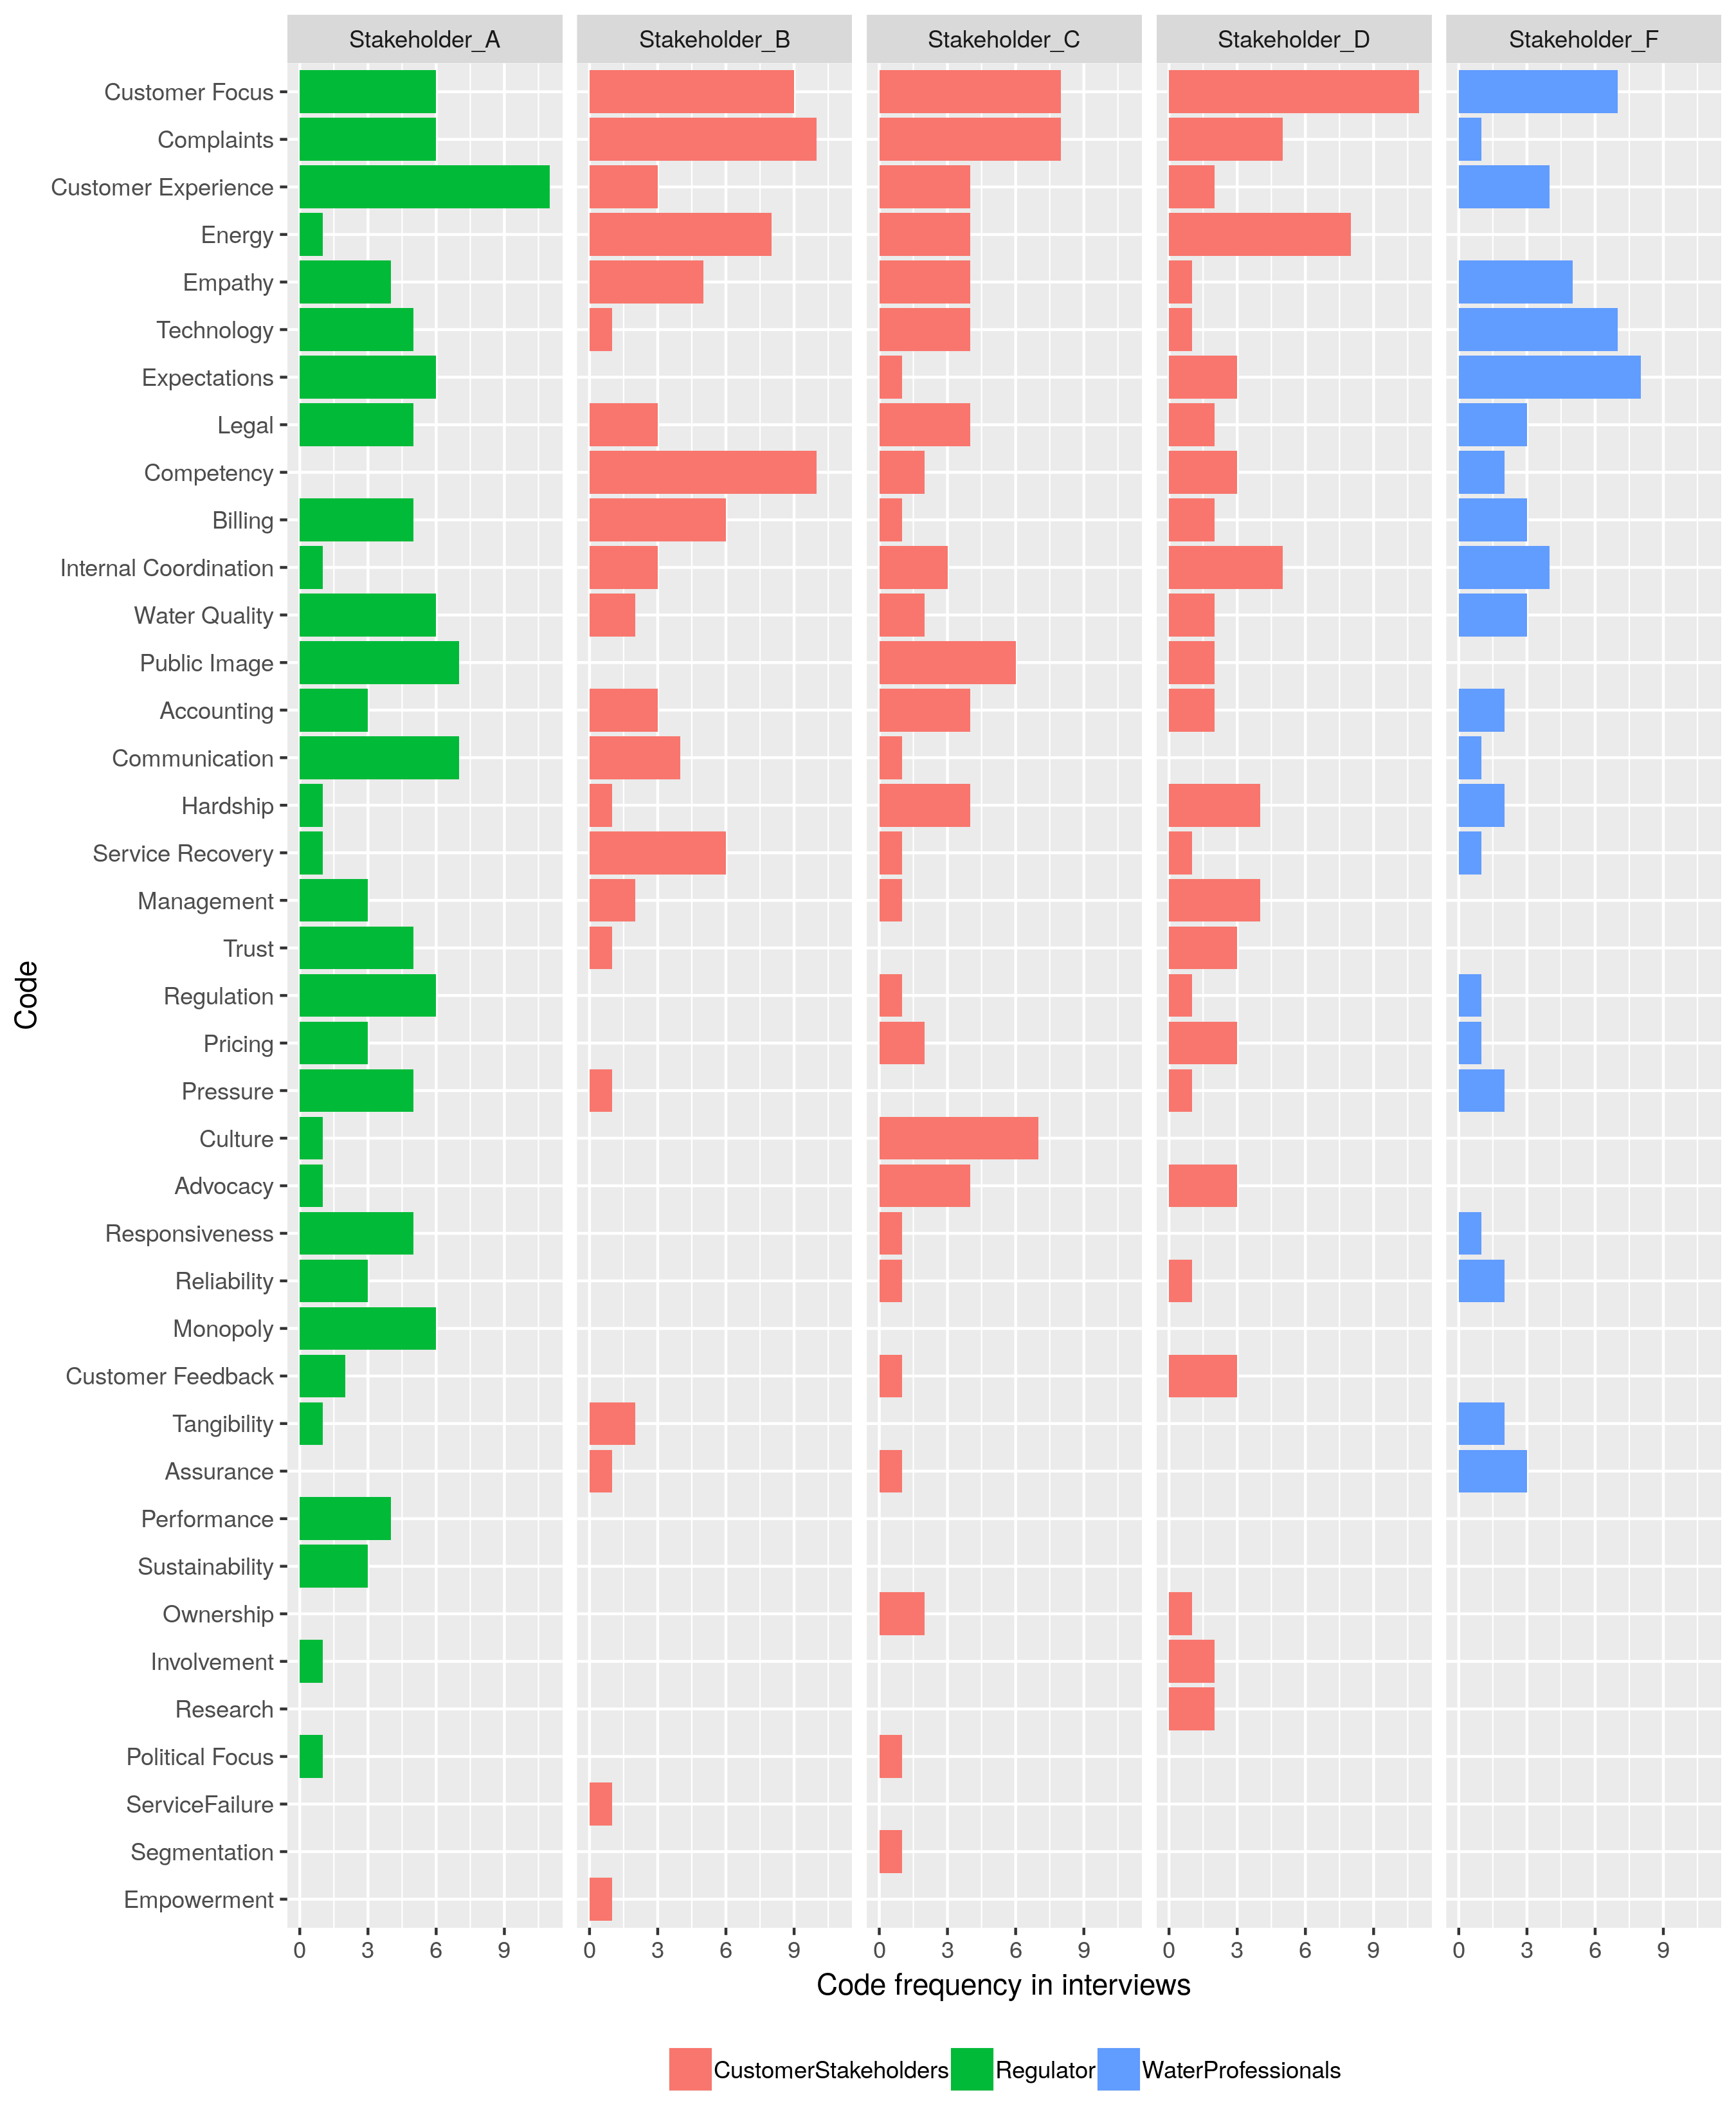 Stakeholder_A Stakeholder_B Stakeholder_C Stakeholder_D Stakeholder_F
Customer Focus
Complaints
Customer Experience
Energy
Empathy
Technology
Expectations
Legal
Competency
Billing
Internal Coordination
Water Quality
Public Image
Accounting
Communication
Hardship
Service Recovery
Management
Trust
Regulation
Pricing
Pressure
Culture
Advocacy
Responsiveness
Reliability
Monopoly
Customer Feedback
Tangibility
Assurance
Performance
Sustainability
Ownership
Involvement
Research
Political Focus
ServiceFailure
Segmentation
Empowerment
Code
0 3 6 9 0 3 6 9 0 3 6 9 0 3 6 9 0 3 6 9
Code frequency in interviews
CustomerStakeholders Regulator WaterProfessionals